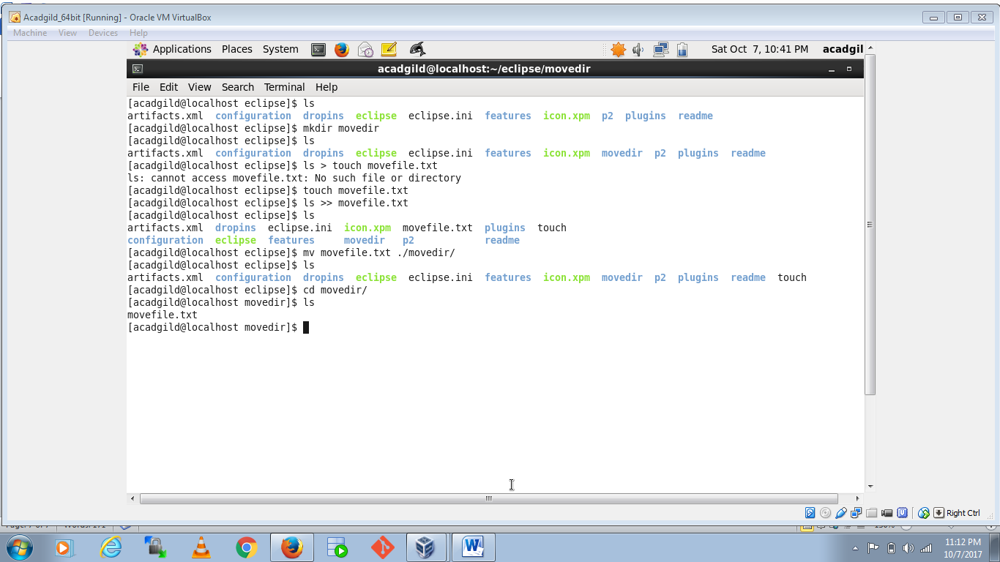 Acadgild_64bit [Running] - Oracle VM VirtualBox
Machine View Devices Help
Applications Places System Sat Oct 7, 10:41 PM acadgil
acadgild@localhost:~/eclipse/movedir
File Edit View Search Terminal Help
[acadgild@localhost eclipse]$ ls
artifacts.xml configuration dropins eclipse eclipse.ini features icon.xpm p2 plugins readme
[acadgild@localhost eclipse]$ mkdir movedir
[acadgild@localhost eclipse]$ ls
artifacts.xml configuration dropins eclipse eclipse.ini features icon.xpm movedir p2 plugins readme
[acadgild@localhost eclipse]$ ls > touch movefile.txt
ls: cannot access movefile.txt: No such file or directory
[acadgild@localhost eclipse]$ touch movefile.txt
[acadgild@localhost eclipse]$ ls >> movefile.txt
[acadgild@localhost eclipse]$ ls
artifacts.xml dropins eclipse.ini icon.xpm movefile.txt plugins touch
configuration eclipse features movedir p2 readme
[acadgild@localhost eclipse]$ mv movefile.txt ./movedir/
[acadgild@localhost eclipse]$ ls
artifacts.xml configuration dropins eclipse eclipse.ini features icon.xpm movedir p2 plugins readme touch
[acadgild@localhost eclipse]$ cd movedir/
[acadgild@localhost movedir]$ ls
movefile.txt
[acadgild@localhost movedir]$
Right Ctrl
11:12 PM
10/7/2017